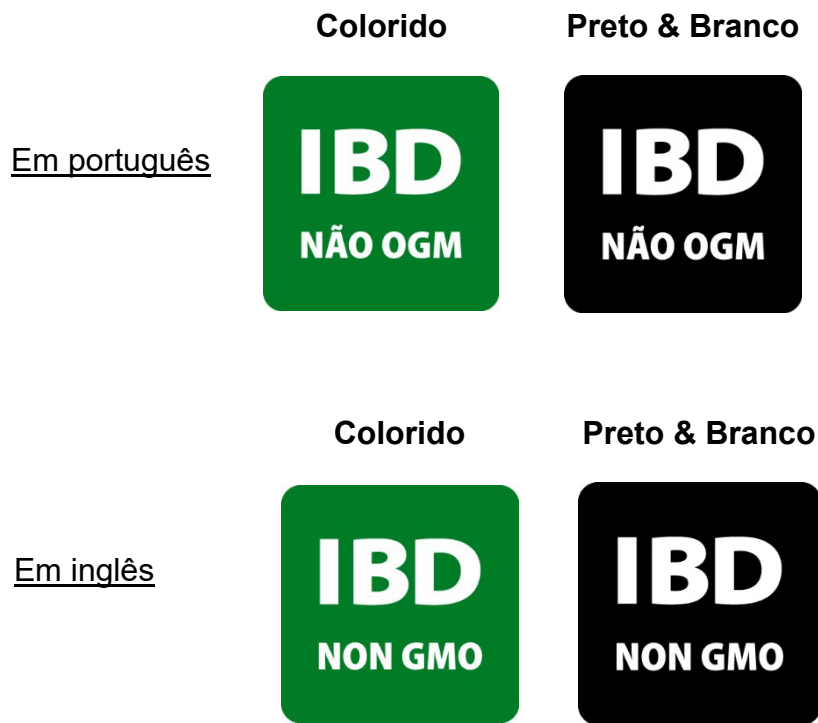 Colorido Preto & Branco
Em português
IBD IBD
NÃO OGM NÃO OGM
Colorido Preto & Branco
Em inglês
IBD IBD
NON GMO NON GMO